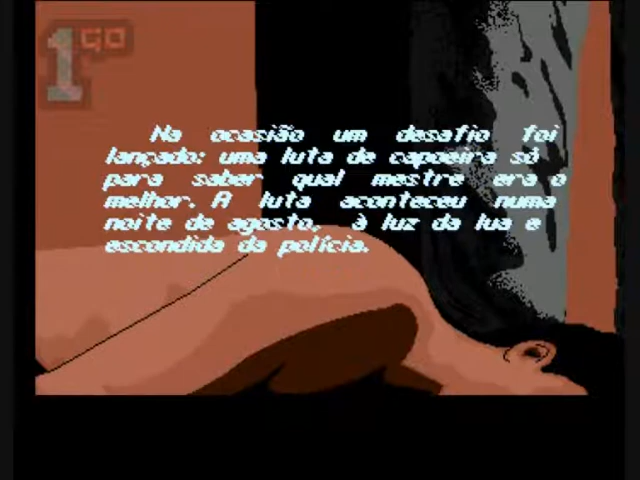 1go
Na ocasião um desafio foi
lançado: uma luta de capoeira só
para saber qual mestre era o
melhor. A luta aconteceu numa
noite de agosto, à luz da lua e
escondida da polícia.